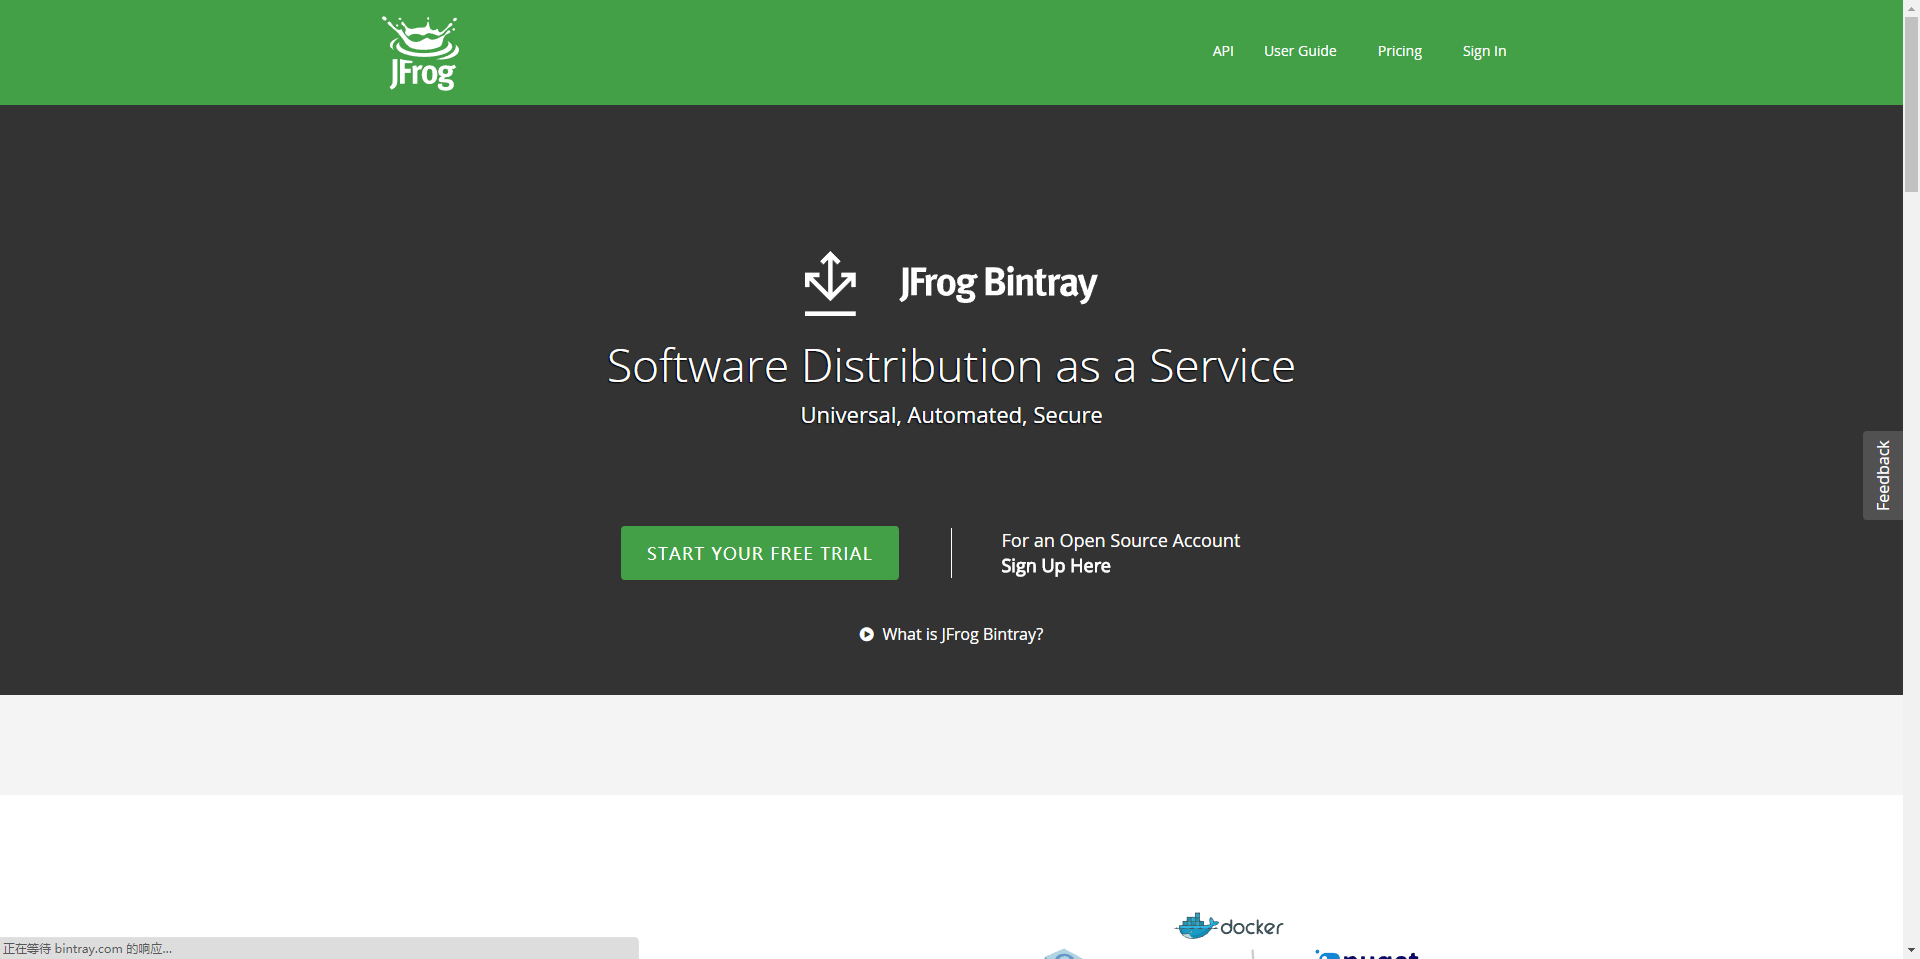 JFrog
API
User Guide
Pricing
Sign In
JFrog Bintray
Software Distribution as a Service
Universal, Automated, Secure
Feedback
START YOUR FREE TRIAL
For an Open Source Account
Sign Up Here
What is JFrog Bintray?
docker
nuget
正在等待 bintray.com 的响应...